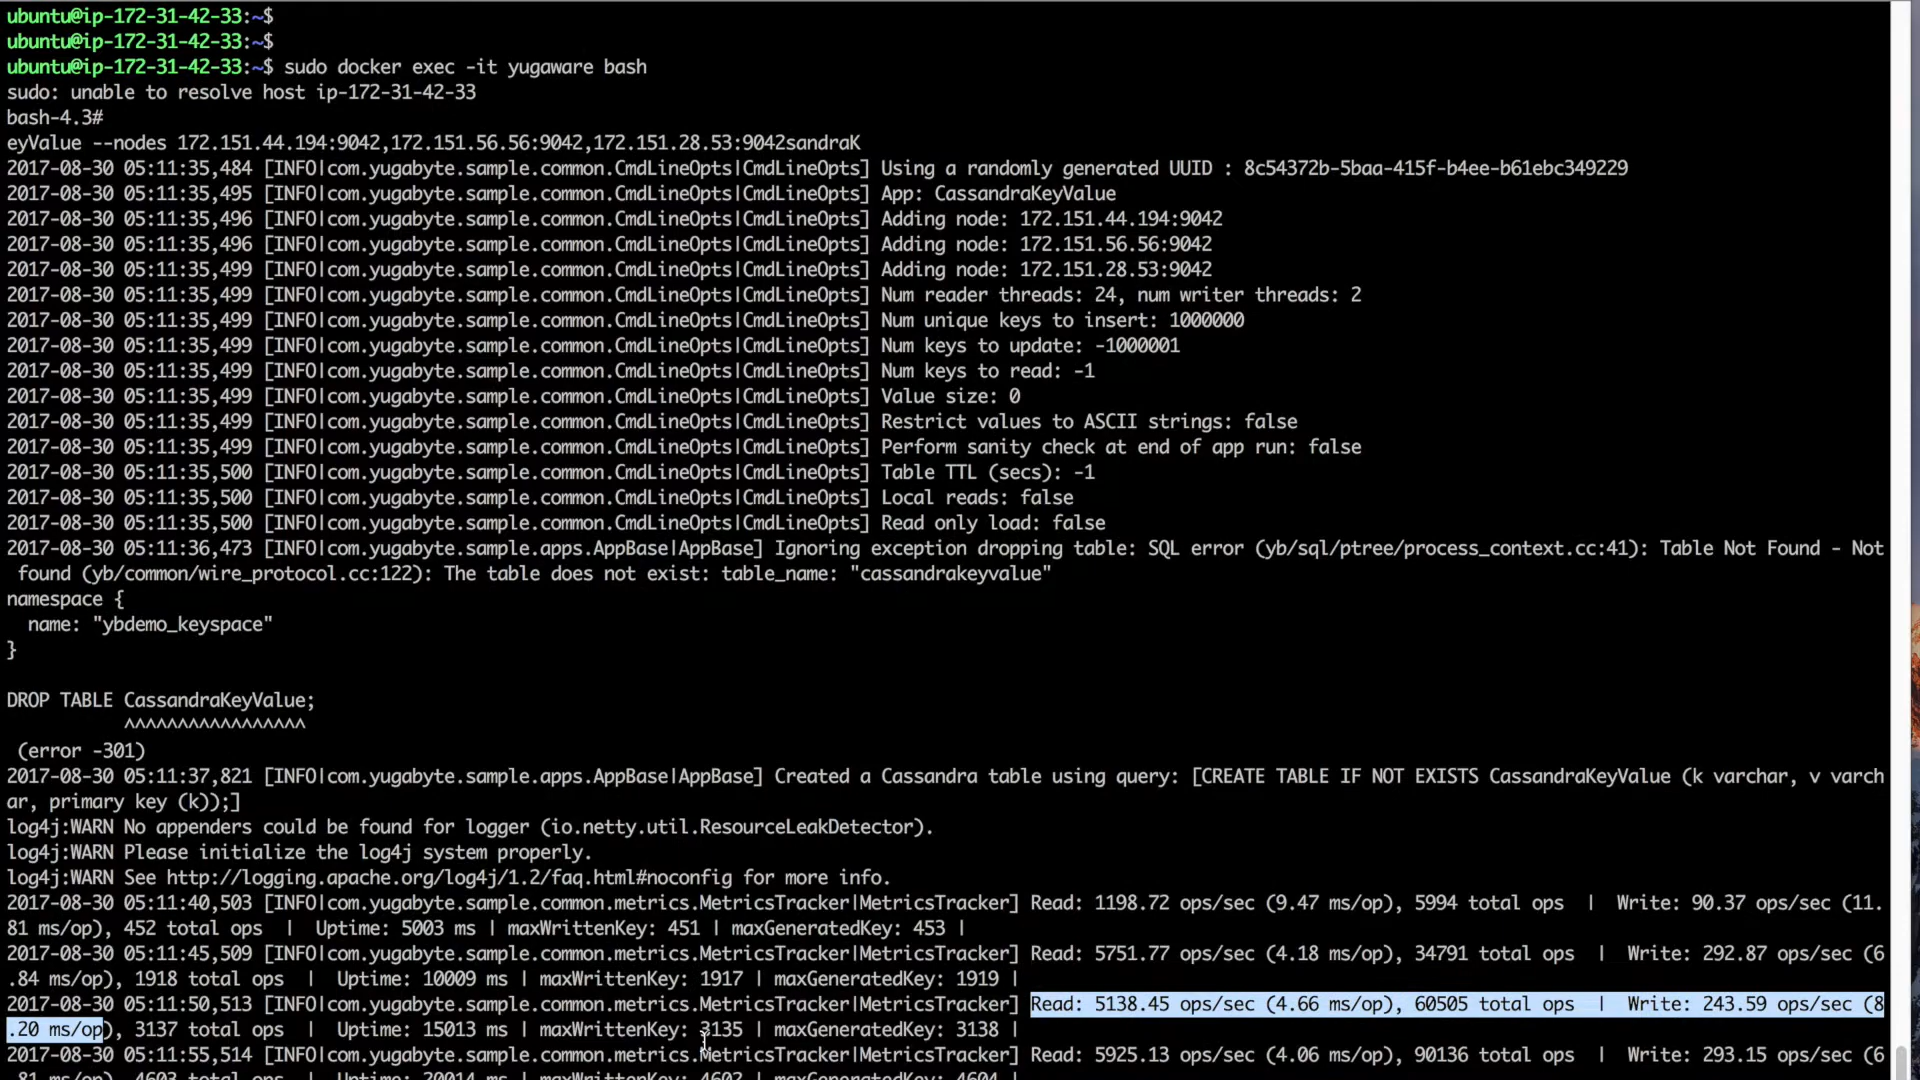 ubuntu@ip-172-31-42-33:~$
ubuntu@ip-172-31-42-33:~$
ubuntu@ip-172-31-42-33:~$ sudo docker exec -it yugaware bash
sudo: unable to resolve host ip-172-31-42-33
bash-4.3#
eyValue --nodes 172.151.44.194:9042,172.151.56.56:9042,172.151.28.53:9042sandraK
2017-08-30 05:11:35,484 [INFO|com.yugabyte.sample.common.CmdLineOpts|CmdLineOpts] Using a randomly generated UUID : 8c54372b-5baa-415f-b4ee-b61ebc349229
2017-08-30 05:11:35,495 [INFO|com.yugabyte.sample.common.CmdLineOpts|CmdLineOpts] App: CassandraKeyValue
2017-08-30 05:11:35,496 [INFO|com.yugabyte.sample.common.CmdLineOpts|CmdLineOpts] Adding node: 172.151.44.194:9042
2017-08-30 05:11:35,496 [INFO|com.yugabyte.sample.common.CmdLineOpts|CmdLineOpts] Adding node: 172.151.56.56:9042
2017-08-30 05:11:35,499 [INFO|com.yugabyte.sample.common.CmdLineOpts|CmdLineOpts] Adding node: 172.151.28.53:9042
2017-08-30 05:11:35,499 [INFO|com.yugabyte.sample.common.CmdLineOpts|CmdLineOpts] Num reader threads: 24, num writer threads: 2
2017-08-30 05:11:35,499 [INFO|com.yugabyte.sample.common.CmdLineOpts|CmdLineOpts] Num unique keys to insert: 1000000
2017-08-30 05:11:35,499 [INFO|com.yugabyte.sample.common.CmdLineOpts|CmdLineOpts] Num keys to update: -1000001
2017-08-30 05:11:35,499 [INFO|com.yugabyte.sample.common.CmdLineOpts|CmdLineOpts] Num keys to read: -1
2017-08-30 05:11:35,499 [INFO|com.yugabyte.sample.common.CmdLineOpts|CmdLineOpts] Value size: 0
2017-08-30 05:11:35,499 [INFO|com.yugabyte.sample.common.CmdLineOpts|CmdLineOpts] Restrict values to ASCII strings: false
2017-08-30 05:11:35,499 [INFO|com.yugabyte.sample.common.CmdLineOpts|CmdLineOpts] Perform sanity check at end of app run: false
2017-08-30 05:11:35,500 [INFO|com.yugabyte.sample.common.CmdLineOpts|CmdLineOpts] Table TTL (secs): -1
2017-08-30 05:11:35,500 [INFO|com.yugabyte.sample.common.CmdLineOpts|CmdLineOpts] Local reads: false
2017-08-30 05:11:35,500 [INFO|com.yugabyte.sample.common.CmdLineOpts|CmdLineOpts] Read only load: false
2017-08-30 05:11:36,473 [INFO|com.yugabyte.sample.apps.AppBase|AppBase] Ignoring exception dropping table: SQL error (yb/sql/ptree/process_context.cc:41): Table Not Found - Not
 found (yb/common/wire_protocol.cc:122): The table does not exist: table_name: "cassandrakeyvalue"
namespace {
  name: "ybdemo_keyspace"
}
DROP TABLE CassandraKeyValue;
           ^^^^^^^^^^^^^^^^^
 (error -301)
2017-08-30 05:11:37,821 [INFO|com.yugabyte.sample.apps.AppBase|AppBase] Created a Cassandra table using query: [CREATE TABLE IF NOT EXISTS CassandraKeyValue (k varchar, v varch
ar, primary key (k));]
log4j:WARN No appenders could be found for logger (io.netty.util.ResourceLeakDetector).
log4j:WARN Please initialize the log4j system properly.
log4j:WARN See http://logging.apache.org/log4j/1.2/faq.html#noconfig for more info.
2017-08-30 05:11:40,503 [INFO|com.yugabyte.sample.common.metrics.MetricsTracker|MetricsTracker] Read: 1198.72 ops/sec (9.47 ms/op), 5994 total ops  |  Write: 90.37 ops/sec (11.
81 ms/op), 452 total ops  |  Uptime: 5003 ms | maxWrittenKey: 451 | maxGeneratedKey: 453 |
2017-08-30 05:11:45,509 [INFO|com.yugabyte.sample.common.metrics.MetricsTracker|MetricsTracker] Read: 5751.77 ops/sec (4.18 ms/op), 34791 total ops  |  Write: 292.87 ops/sec (6
.84 ms/op), 1918 total ops  |  Uptime: 10009 ms | maxWrittenKey: 1917 | maxGeneratedKey: 1919 |
2017-08-30 05:11:50,513 [INFO|com.yugabyte.sample.common.metrics.MetricsTracker|MetricsTracker] Read: 5138.45 ops/sec (4.66 ms/op), 60505 total ops  |  Write: 243.59 ops/sec (8
.20 ms/op), 3137 total ops  |  Uptime: 15013 ms | maxWrittenKey: 3135 | maxGeneratedKey: 3138 |
2017-08-30 05:11:55,514 [INFO|com.yugabyte.sample.common.metrics.MetricsTracker|MetricsTracker] Read: 5925.13 ops/sec (4.06 ms/op), 90136 total ops  |  Write: 293.15 ops/sec (6
.81 ms/op), 4603 total ops  |  Uptime: 20014 ms | maxWrittenKey: 4602 | maxGeneratedKey: 4604 |